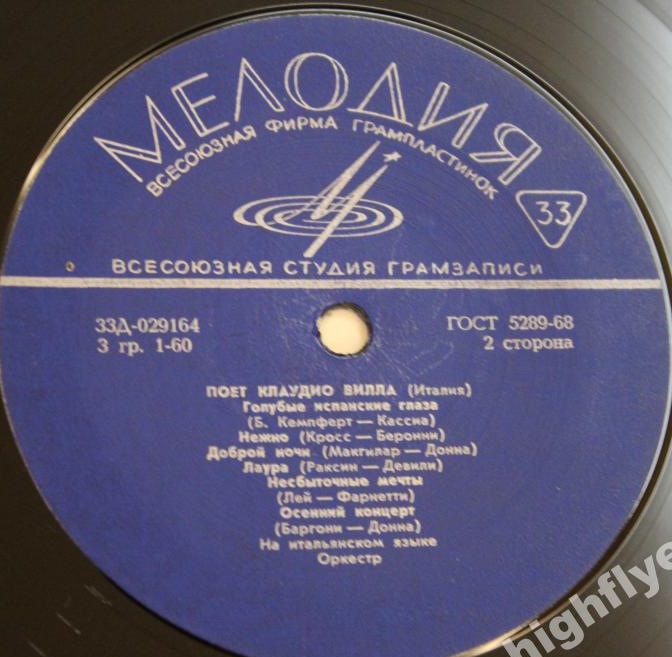 МЕЛОДИЯ
ВСЕСОЮЗНАЯ ФИРМА ГРАМПЛАСТИНОК
33
ВСЕСОЮЗНАЯ СТУДИЯ ГРАМЗАПИСИ
33Д-029164
ГОСТ 5289-68
3 гр. 1-60
2 сторона
ПОЕТ КЛАУДИО ВИЛЛА (Италия)
Голубые испанские глаза
(Б. Кемпферт — Кассиа)
Нежно (Кросс — Беронни)
Доброй ночи (Макгилар — Донна)
Лаура (Раксин — Девили)
Несбыточные мечты
(Лей — Фарнетти)
Осенний концерт
(Баргони — Донна)
На итальянском языке
Оркестр
highflye